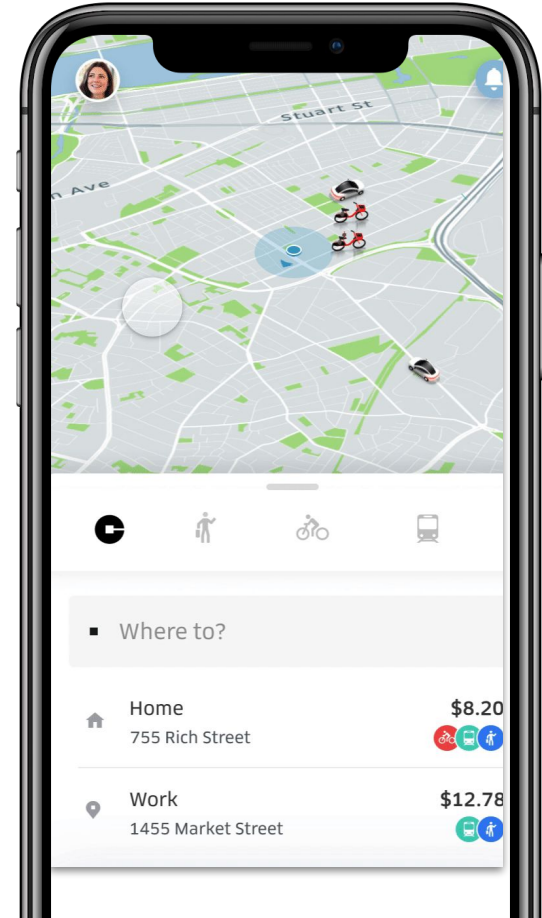 Stuart St
n Ave
Where to?
Home
$8.20
755 Rich Street
Work
$12.78
1455 Market Street